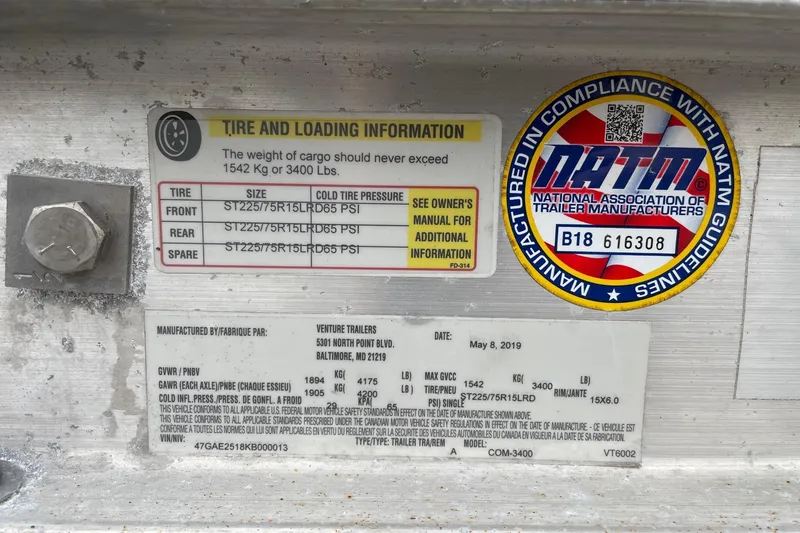 TIRE AND LOADING INFORMATION
The weight of cargo should never exceed
1542 Kg or 3400 Lbs.
TIRE SIZE COLD TIRE PRESSURE
FRONT ST225/75R15LRD65 PSI
REAR ST225/75R15LRD65 PSI
SPARE ST225/75R15LRD65 PSI
SEE OWNER'S
MANUAL FOR
ADDITIONAL
INFORMATION
FD-314
MANUFACTURED IN COMPLIANCE WITH NATM GUIDELINES
NATM
NATIONAL ASSOCIATION OF
TRAILER MANUFACTURERS
B18 616308
MANUFACTURED BY/FABRIQUE PAR: VENTURE TRAILERS DATE: May 8, 2019
5301 NORTH POINT BLVD.
BALTIMORE, MD 21219
GVWR / PNBV 1894 KG( 4175 LB) MAX GVCC 1542 KG( 3400 LB)
GAWR (EACH AXLE)/PNBE (CHAQUE ESSIEU) 1905 KG( 4200 LB) TIRE/PNEU ST225/75R15LRD RIM/JANTE 15X6.0
COLD INFL.PRESS./PRESS. DE GONFL. A FROID 29 KPA( 65 PSI) SINGLE
THIS VEHICLE CONFORMS TO ALL APPLICABLE U.S. FEDERAL MOTOR VEHICLE SAFETY STANDARDS IN EFFECT ON THE DATE OF MANUFACTURE SHOWN ABOVE.
THIS VEHICLE CONFORMS TO ALL APPLICABLE STANDARDS PRESCRIBED UNDER THE CANADIAN MOTOR VEHICLE SAFETY REGULATIONS IN EFFECT ON THE DATE OF MANUFACTURE. - CE VEHICULE EST
CONFORME A TOUTES LES NORMES QUI LUI SONT APPLICABLES EN VERTU DU REGLEMENT SUR LA SECURITE DES VEHICULES AUTOMOBILES DU CANADA EN VIGUEUR A LA DATE DE SA FABRICATION.
VIN/NIV: 47GAE2518KB000013 TYPE/TYPE: TRAILER TRA/REM MODEL:
A COM-3400 VT6002